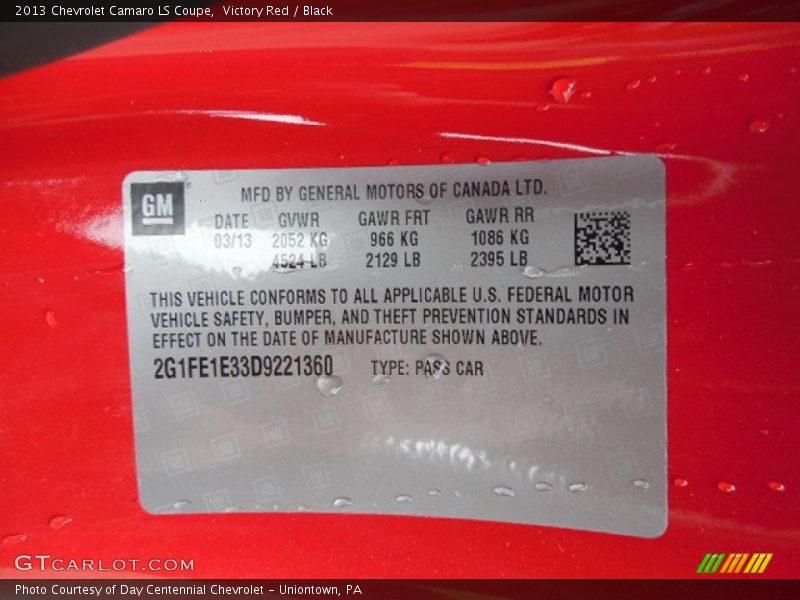 2013 Chevrolet Camaro LS Coupe,  Victory Red / Black
GM
MFD BY GENERAL MOTORS OF CANADA LTD.
DATE GVWR GAWR FRT GAWR RR
03/13 2052 KG 966 KG 1086 KG
4524 LB 2129 LB 2395 LB
THIS VEHICLE CONFORMS TO ALL APPLICABLE U.S. FEDERAL MOTOR
VEHICLE SAFETY, BUMPER, AND THEFT PREVENTION STANDARDS IN
EFFECT ON THE DATE OF MANUFACTURE SHOWN ABOVE.
2G1FE1E33D9221360 TYPE: PASS CAR
GTCARLOT.COM
Photo Courtesy of Day Centennial Chevrolet - Uniontown, PA